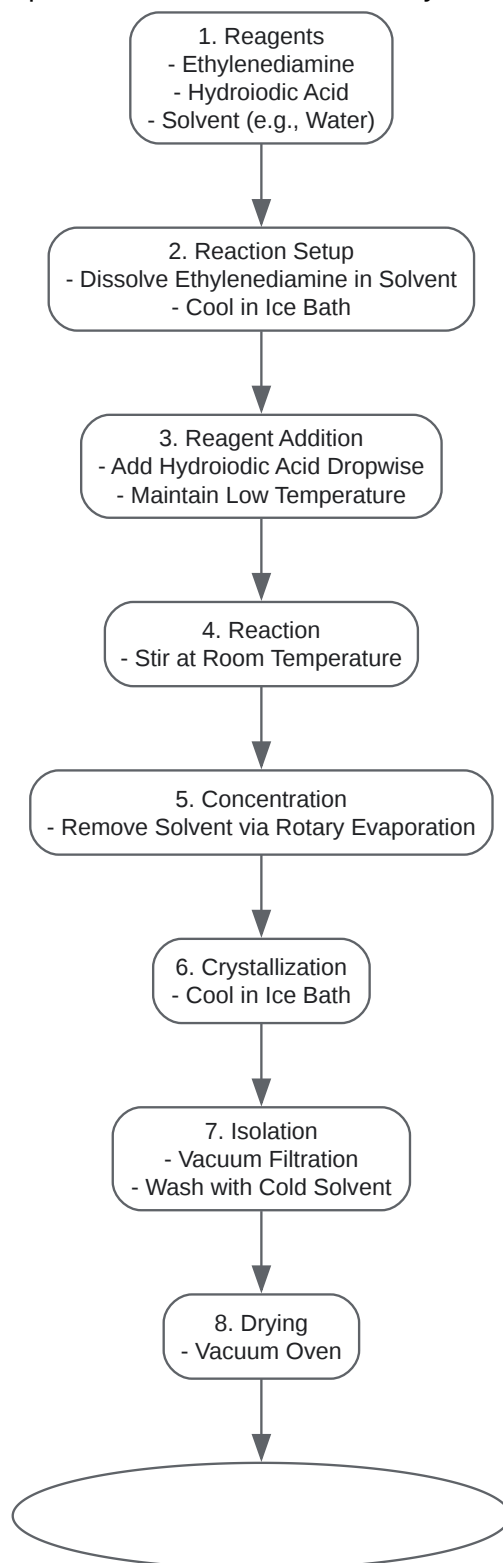 1. Reagents
- Ethylenediamine
- Hydroiodic Acid
- Solvent (e.g., Water)
2. Reaction Setup
- Dissolve Ethylenediamine in Solvent
- Cool in Ice Bath
3. Reagent Addition
- Add Hydroiodic Acid Dropwise
- Maintain Low Temperature
4. Reaction
- Stir at Room Temperature
5. Concentration
- Remove Solvent via Rotary Evaporation
6. Crystallization
- Cool in Ice Bath
7. Isolation
- Vacuum Filtration
- Wash with Cold Solvent
8. Drying
- Vacuum Oven